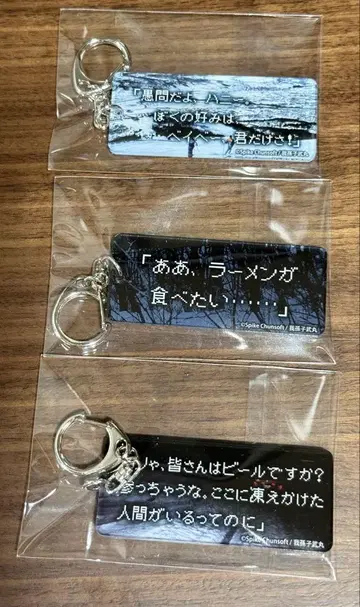 「愚問だよ、ハニー。
ぼくの好みは
ベイベー、君だけさ!」
©Spike Chunsoft / 我孫子武丸
「ああ、ラーメンが
食べたい……」
©Spike Chunsoft / 我孫子武丸
ゃ、皆さんはビールですか?
参っちゃうな。ここに凍えかけた
人間がいるってのに」
©Spike Chunsoft / 我孫子武丸